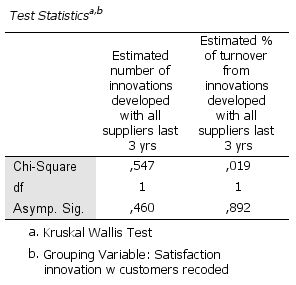 Test Statisticsa,b
Estimated number of innovations developed with all suppliers last 3 yrs
Estimated % of turnover from innovations developed with all suppliers last 3 yrs
Chi-Square ,547 ,019
df 1 1
Asymp. Sig. ,460 ,892
a. Kruskal Wallis Test
b. Grouping Variable: Satisfaction
innovation w customers recoded